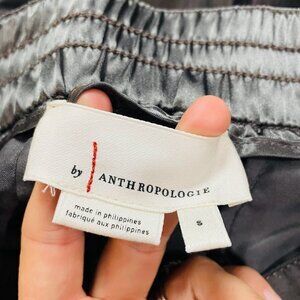 by ANTHROPOLOGIE
made in philippines
fabriqué aux philippines
S